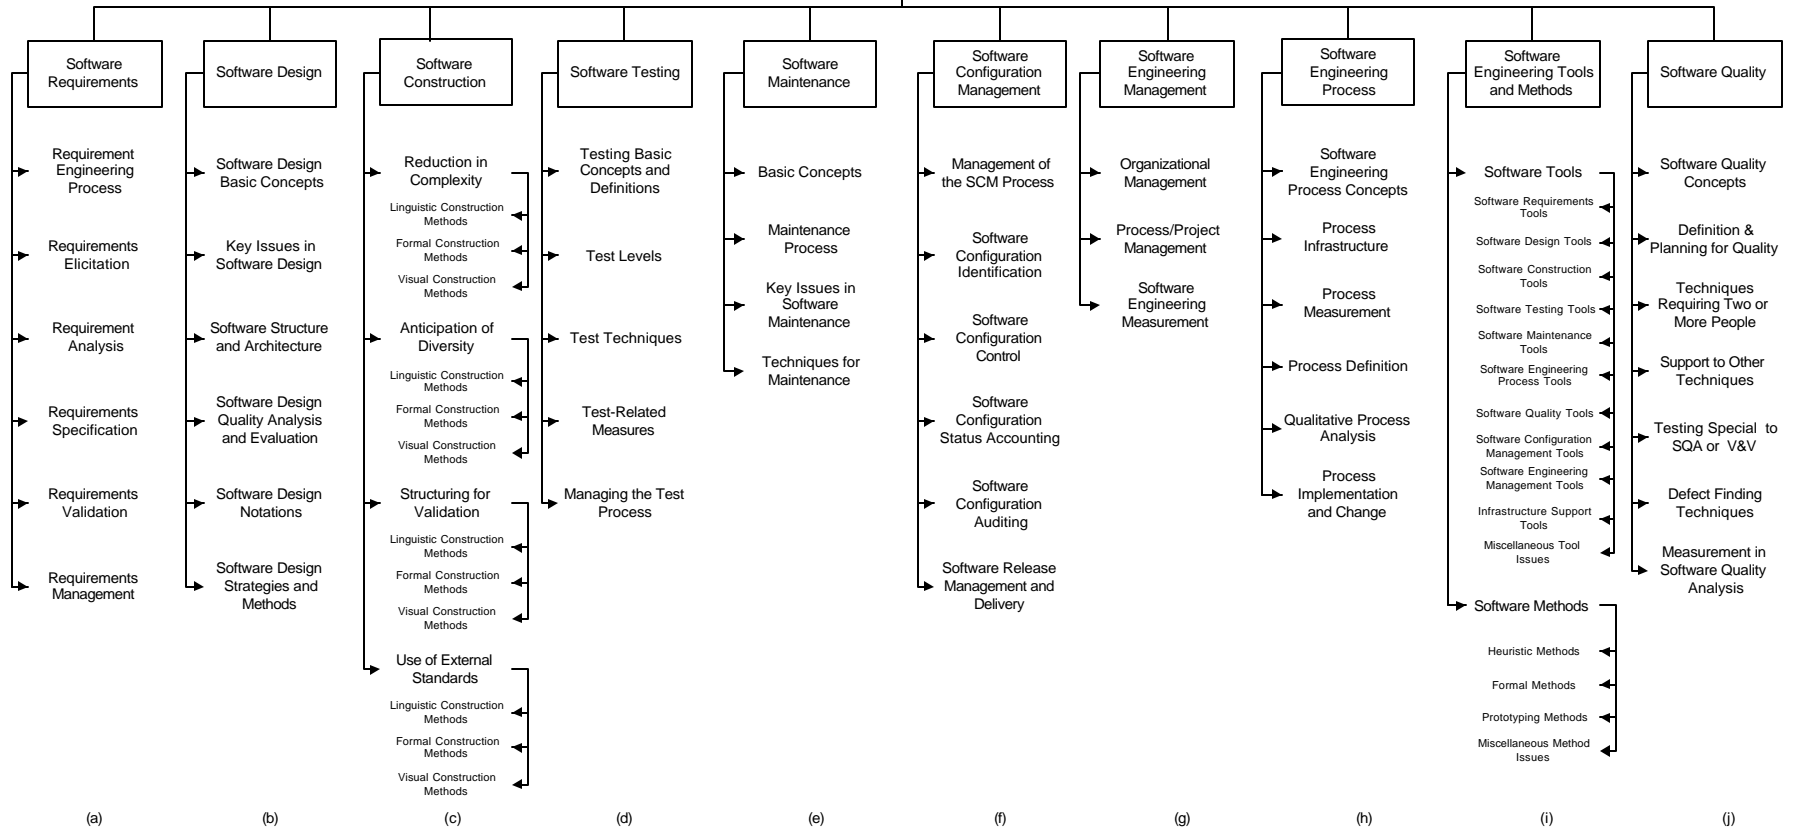 Software
Requirements
Requirement
Engineering
Process
Requirements
Elicitation
Requirement
Analysis
Requirements
Specification
Requirements
Validation
Requirements
Management
(a)
Software Design
Software Design
Basic Concepts
Key Issues in
Software Design
Software Structure
and Architecture
Software Design
Quality Analysis
and Evaluation
Software Design
Notations
Software Design
Strategies and
Methods
(b)
Software
Construction
Reduction in
Complexity
Linguistic Construction
Methods
Formal Construction
Methods
Visual Construction
Methods
Anticipation of
Diversity
Linguistic Construction
Methods
Formal Construction
Methods
Visual Construction
Methods
Structuring for
Validation
Linguistic Construction
Methods
Formal Construction
Methods
Visual Construction
Methods
Use of External
Standards
Linguistic Construction
Methods
Formal Construction
Methods
Visual Construction
Methods
(c)
Software Testing
Testing Basic
Concepts and
Definitions
Test Levels
Test Techniques
Test-Related
Measures
Managing the Test
Process
(d)
Software
Maintenance
Basic Concepts
Maintenance
Process
Key Issues in
Software
Maintenance
Techniques for
Maintenance
(e)
Software
Configuration
Management
Management of
the SCM Process
Software
Configuration
Identification
Software
Configuration
Control
Software
Configuration
Status Accounting
Software
Configuration
Auditing
Software Release
Management and
Delivery
(f)
Software
Engineering
Management
Organizational
Management
Process/Project
Management
Software
Engineering
Measurement
(g)
Software
Engineering
Process
Software
Engineering
Process Concepts
Process
Infrastructure
Process
Measurement
Process Definition
Qualitative Process
Analysis
Process
Implementation
and Change
(h)
Software
Engineering Tools
and Methods
Software Tools
Software Requirements
Tools
Software Design Tools
Software Construction
Tools
Software Testing Tools
Software Maintenance
Tools
Software Engineering
Process Tools
Software Quality Tools
Software Configuration
Management Tools
Software Engineering
Management Tools
Infrastructure Support
Tools
Miscellaneous Tool
Issues
Software Methods
Heuristic Methods
Formal Methods
Prototyping Methods
Miscellaneous Method
Issues
(i)
Software Quality
Software Quality
Concepts
Definition &
Planning for Quality
Techniques
Requiring Two or
More People
Support to Other
Techniques
Testing Special to
SQA or V&V
Defect Finding
Techniques
Measurement in
Software Quality
Analysis
(j)